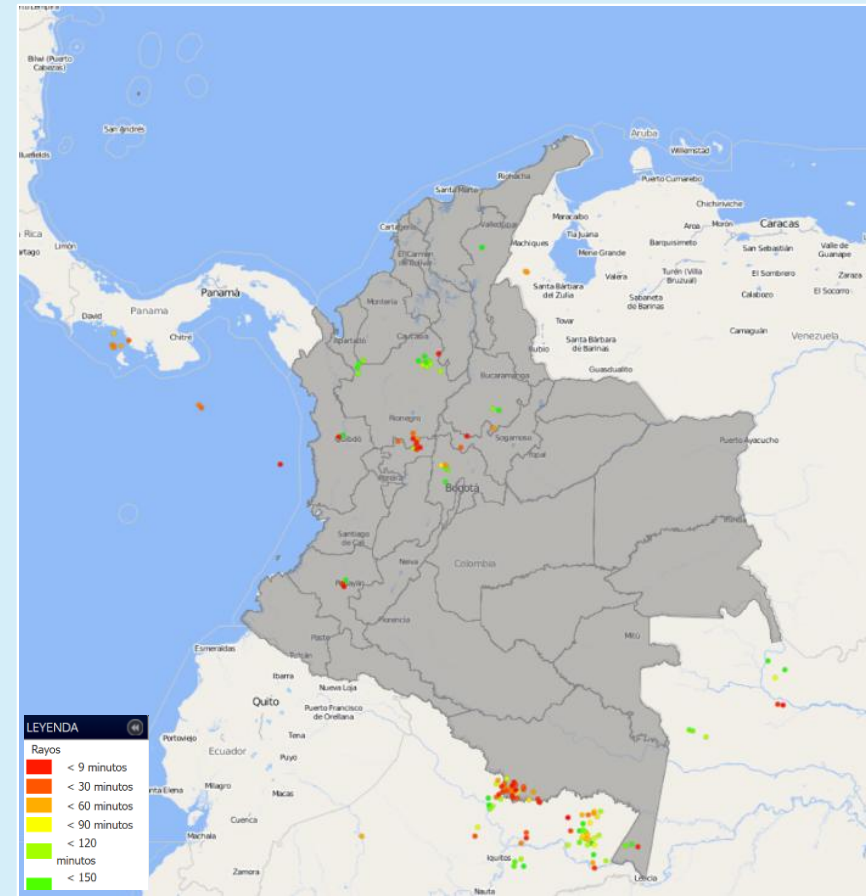 Bilwi (Puerto
Cabezas)
San Andrés
Bluefields
Aruba
Willemstad
Riohacha
Santa Marta
Puerto Cumarebo
Chichiriviche
Maracaibo
Valledupar
Caracas
Cartagena
Tia Juana
Aroa
Morón
Limón
Machiques
Barquisimeto
El Carmen
de Bolívar
Mene Grande
San Sebastián
Valle de
Guanape
Valera
Turén (Villa
Bruzual)
El Sombrero
Zaraza
Panamá
Santa Bárbara
del Zulia
Sabaneta
de Barinas
Calabozo
El Socorro
Montería
David
Panama
Tovar
Camaguán
Chitré
Apartadó
Caucasia
Santa Bárbara
de Barinas
Venezuela
Rubio
Guasdualito
Bucaramanga
Rionegro
Quibdó
Sogamoso
Puerto Ayacucho
Yopal
Pereira
Bogotá
Inírida
Santiago
de Cali
Neiva
Colombia
Popayán
Florencia
Mitú
Pasto
Esmeraldas
Ibarra
Nueva Loja
Quito
Puerto Francisco
de Orellana
Tena
Portoviejo
Ecuador
Puyo
Milagro
Macas
Cuenca
Machala
Zamora
Iquitos
Leticia
Nauta
LEYENDA
Rayos
< 9 minutos
< 30 minutos
< 60 minutos
< 90 minutos
< 120
minutos
< 150